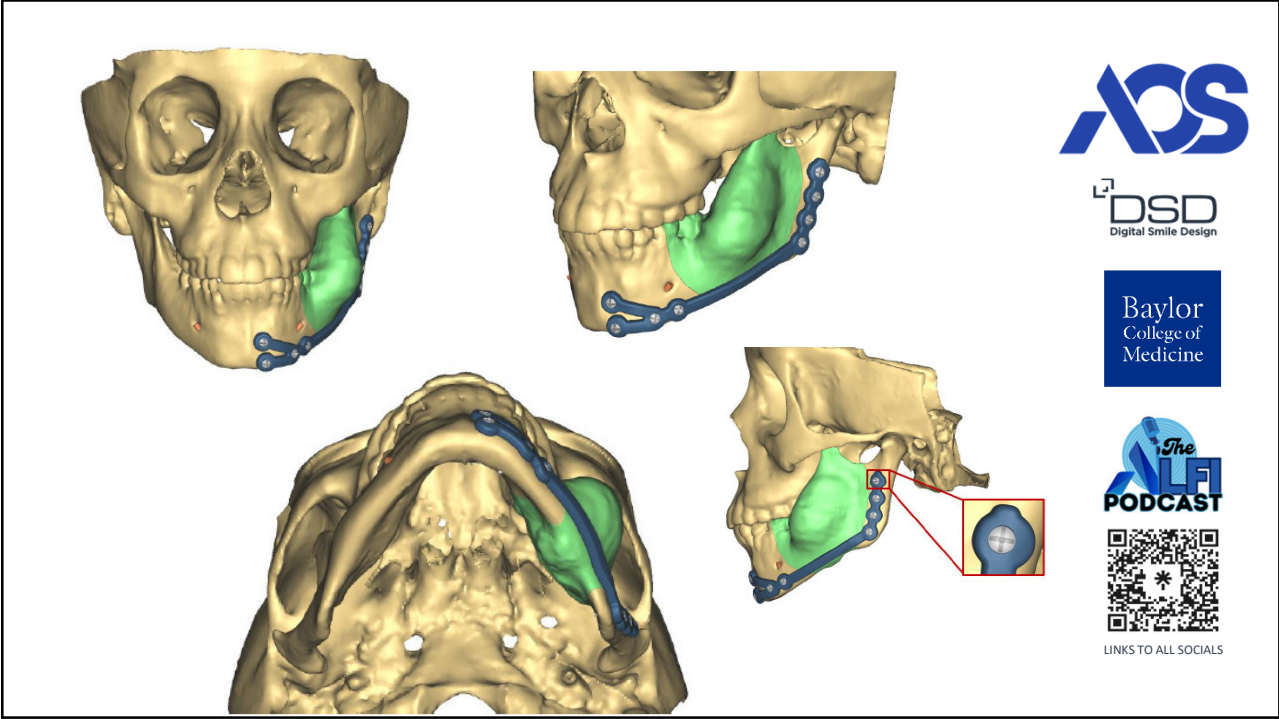 AOS
DSD
Digital Smile Design
Baylor
College of
Medicine
The
ALFI
PODCAST
LINKS TO ALL SOCIALS